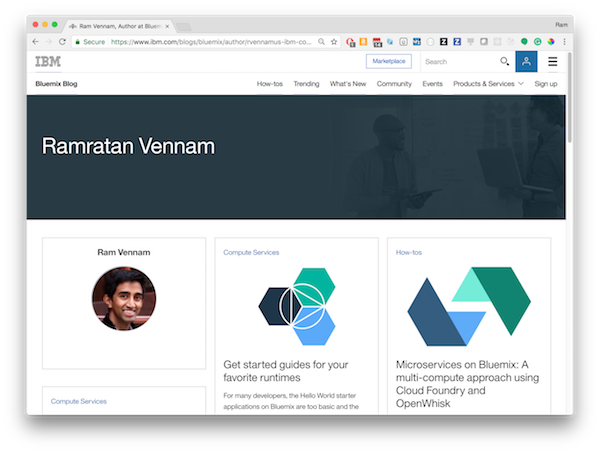 Ram Vennam, Author at Bluem
Ram
Secure https://www.ibm.com/blogs/bluemix/author/rvennamus-ibm-co...
IBM
Marketplace
Search
Bluemix Blog
How-tos Trending What's New Community Events Products & Services Sign up
Ramratan Vennam
Ram Vennam
Compute Services
Compute Services
Get started guides for your
favorite runtimes
For many developers, the Hello World starter
applications on Bluemix are too basic and the
How-tos
Microservices on Bluemix: A
multi-compute approach using
Cloud Foundry and
OpenWhisk